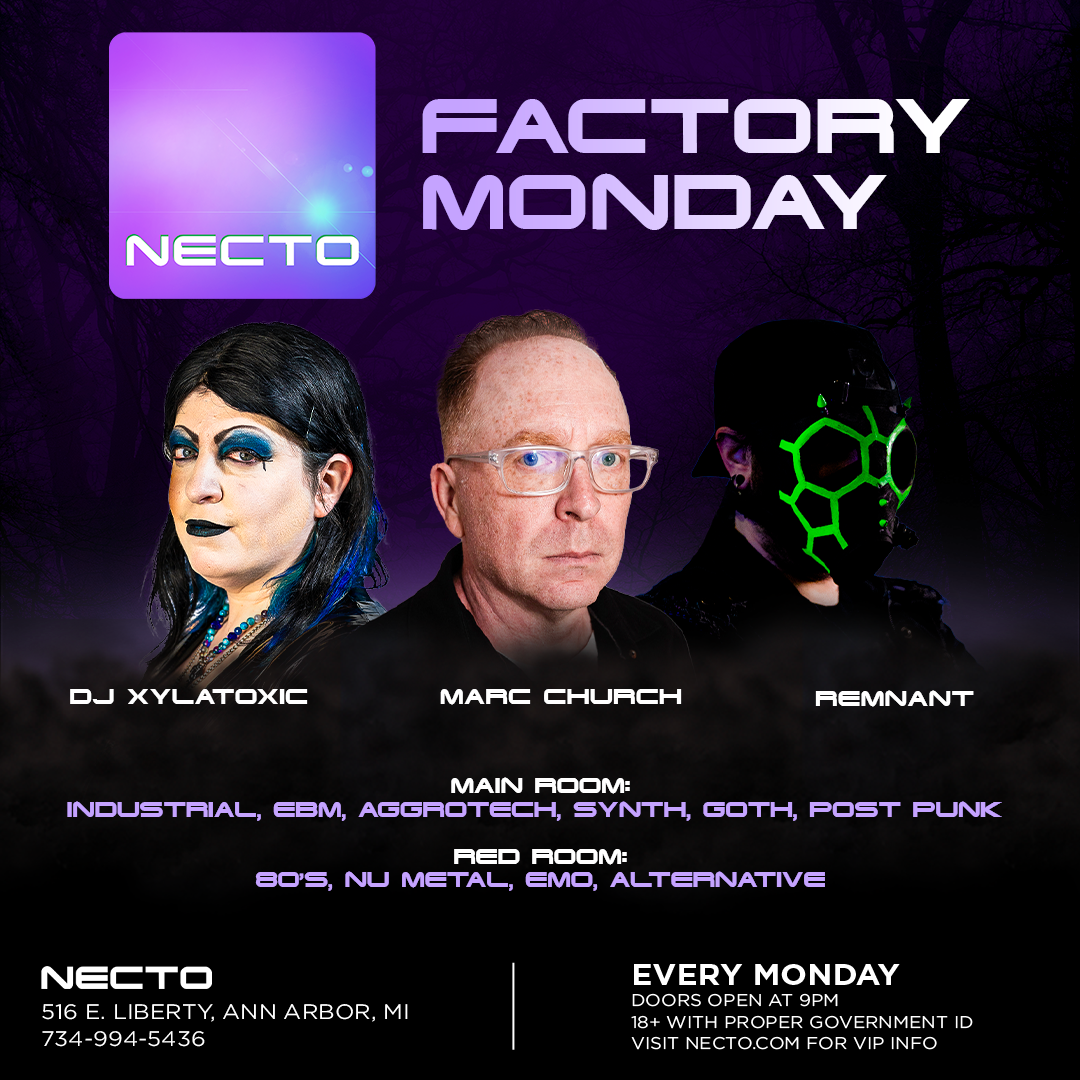 NECTO
FACTORY
MONDAY
DJ XYLATOXIC
MARC CHURCH
REMNANT
MAIN ROOM:
INDUSTRIAL, EBM, AGGROTECH, SYNTH, GOTH, POST PUNK
RED ROOM:
80'S, NU METAL, EMO, ALTERNATIVE
NECTO
516 E. LIBERTY, ANN ARBOR, MI
734-994-5436
EVERY MONDAY
DOORS OPEN AT 9PM
18+ WITH PROPER GOVERNMENT ID
VISIT NECTO.COM FOR VIP INFO